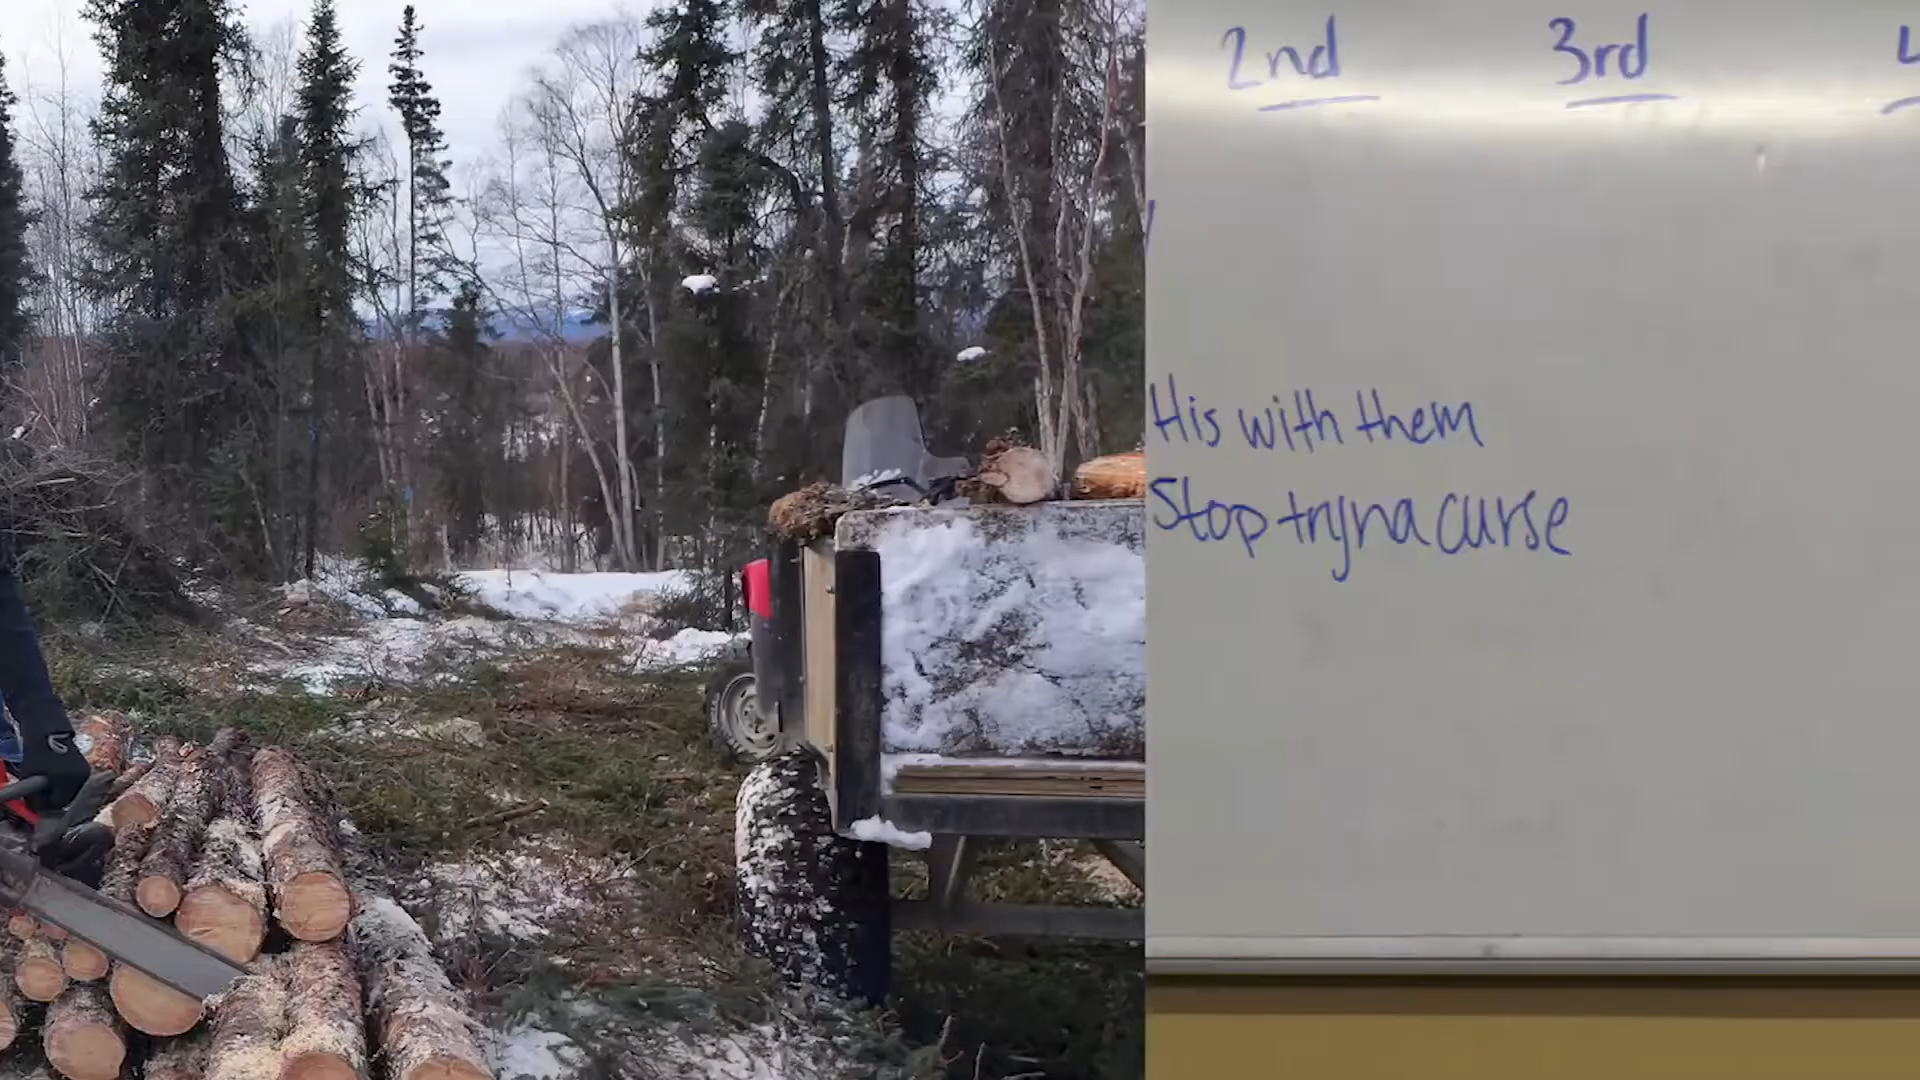 2nd 3rd
His with them
Stop tryna curse